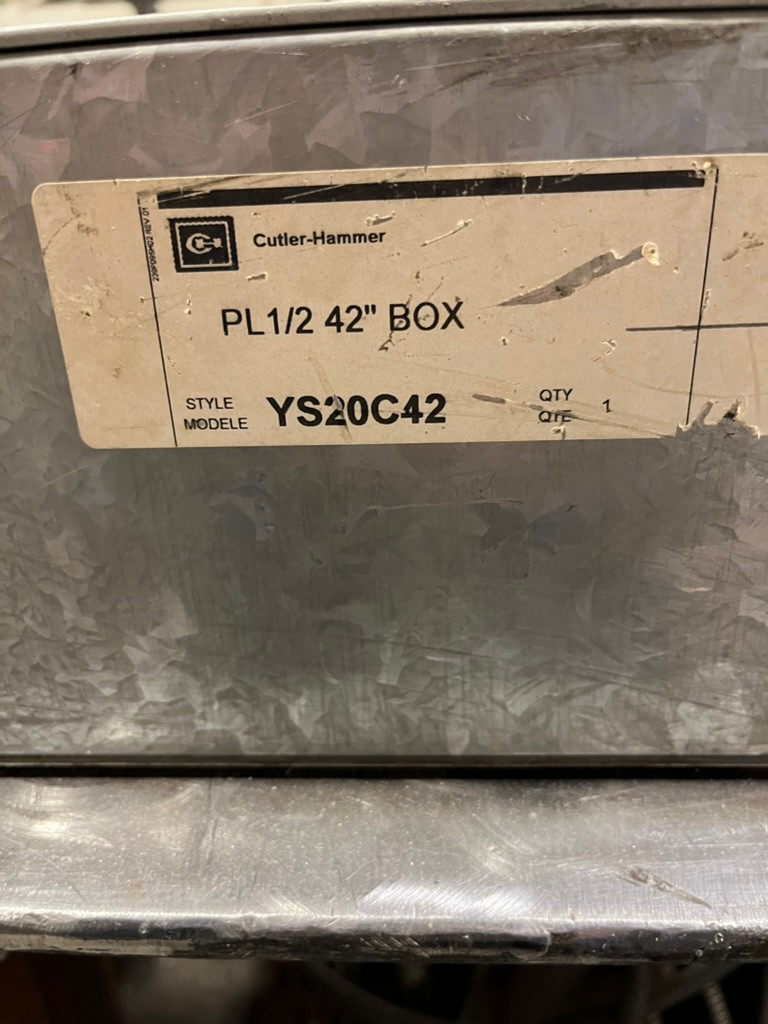 Cutler-Hammer
PL1/2 42" BOX
STYLE
MODELE
YS20C42
QTY
QTE
1